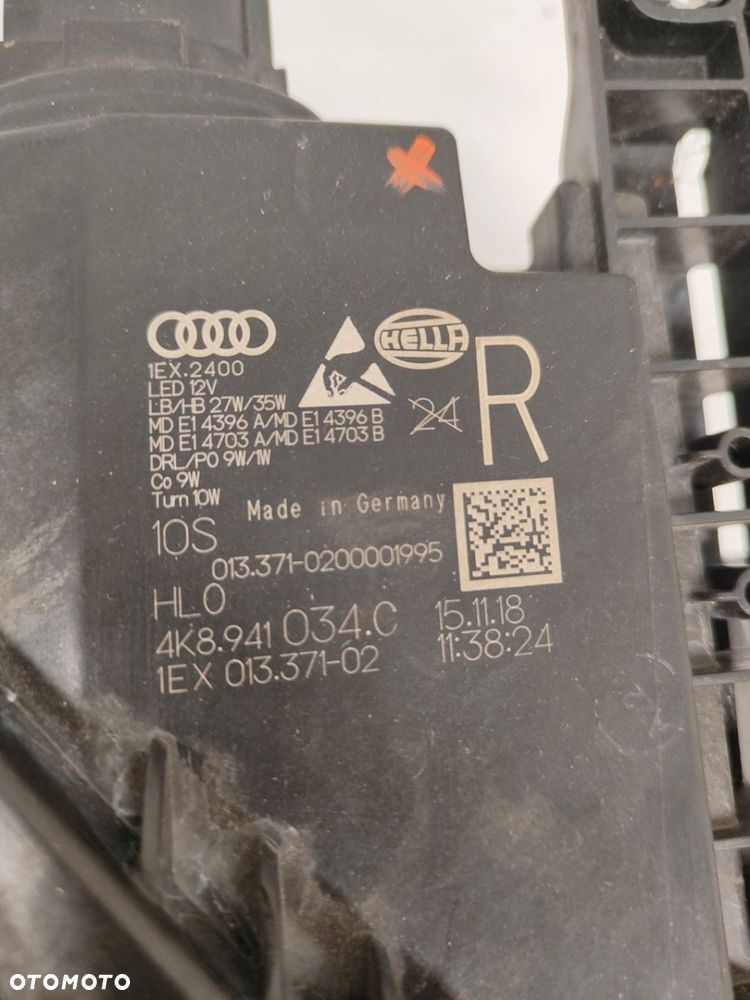 HELLA
R
1EX.2400
LED 12V
LB/HB 27W/35W
MD E1 4396 A/MD E1 4396 B
24
MD E1 4703 A/MD E1 4703 B
DRL/PO 9W/1W
Co 9W
Turn 10W
Made in Germany
10S
013.371-0200001995
HL0
4K8.941 034.C 15.11.18
1EX 013.371-02 11:38:24
OTOMOTO